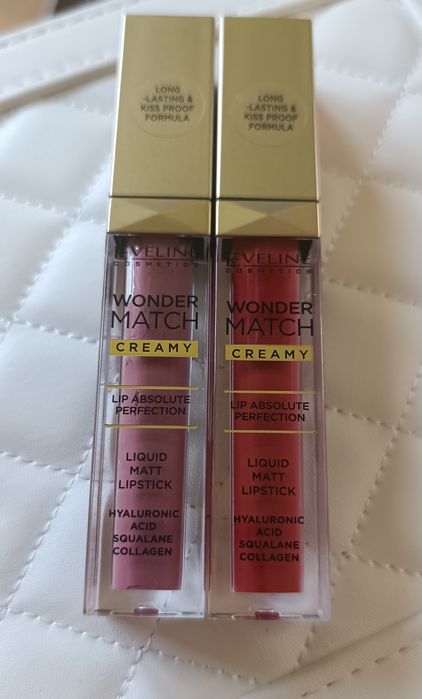 LONG
-LASTING &
KISS PROOF
FORMULA
EVELINE
COSMETICS
WONDER
MATCH
CREAMY
LIP ABSOLUTE
PERFECTION
LIQUID
MATT
LIPSTICK
HYALURONIC
ACID
SQUALANE
COLLAGEN
LONG
-LASTING &
KISS PROOF
FORMULA
EVELINE
COSMETICS
WONDER
MATCH
CREAMY
LIP ABSOLUTE
PERFECTION
LIQUID
MATT
LIPSTICK
HYALURONIC
ACID
SQUALANE
COLLAGEN